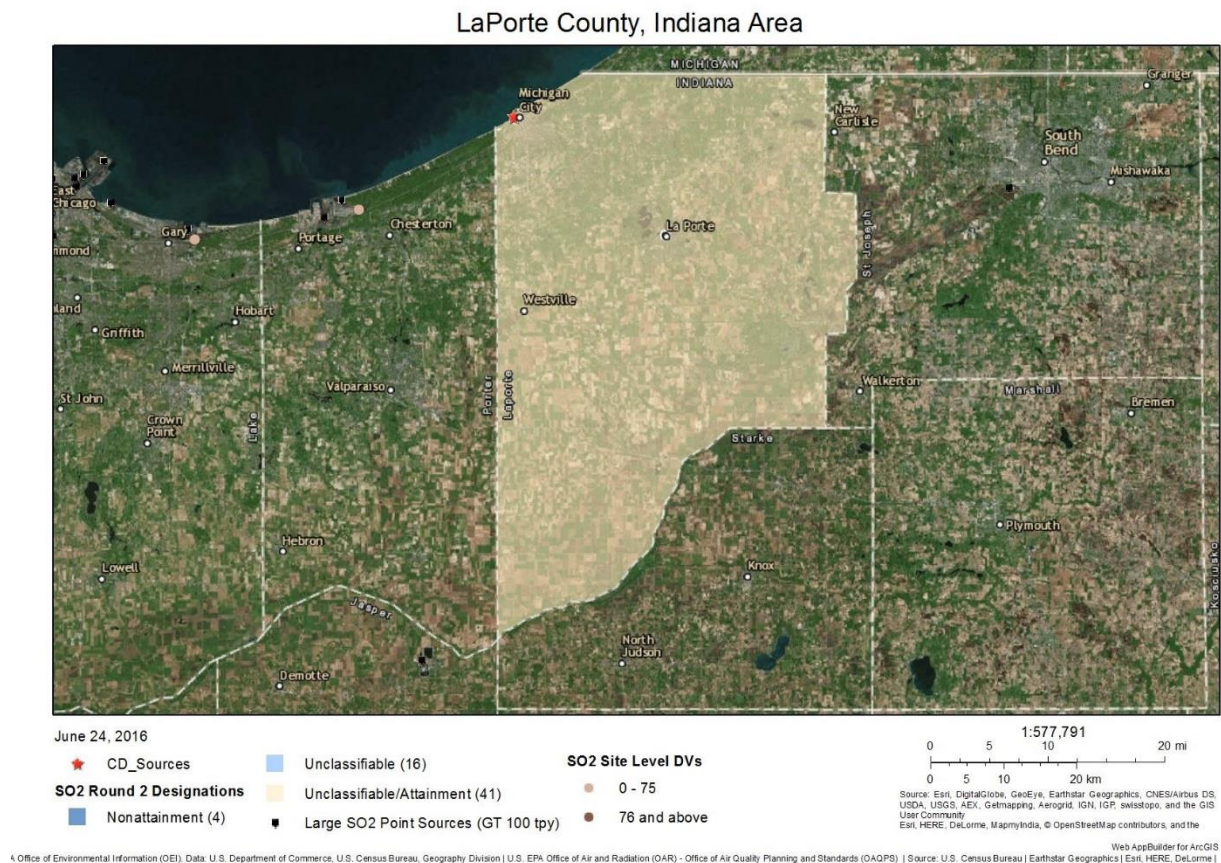 LaPorte County, Indiana Area
MICHIGAN
INDIANA
Granger
Michigan
City
New
Carlisle
South
Bend
Mishawaka
East
Chicago
Gary
Portage
Chesterton
La Porte
St Joseph
mmond
Westville
land
Hobart
Griffith
Merrillville
Valparaiso
Porter
Laporte
Walkerton
Marshall
Bremen
St John
Crown
Point
Lake
Starke
Plymouth
Hebron
Knox
Lowell
Jasper
Kosciusko
North
Judson
Demotte
June 24, 2016
CD_Sources
SO2 Round 2 Designations
Nonattainment (4)
Unclassifiable (16)
Unclassifiable/Attainment (41)
Large SO2 Point Sources (GT 100 tpy)
SO2 Site Level DVs
0 - 75
76 and above
1:577,791
0 5 10 20 mi
0 5 10 20 km
Source: Esri, DigitalGlobe, GeoEye, Earthstar Geographics, CNES/Airbus DS,
USDA, USGS, AEX, Getmapping, Aerogrid, IGN, IGP, swisstopo, and the GIS
User Community
Esri, HERE, DeLorme, MapmyIndia, © OpenStreetMap contributors, and the
Web AppBuilder for ArcGIS
A Office of Environmental Information (OEI). Data: U.S. Department of Commerce, U.S. Census Bureau, Geography Division | U.S. EPA Office of Air and Radiation (OAR) - Office of Air Quality Planning and Standards (OAQPS) | Source: U.S. Census Bureau | Earthstar Geographics | Esri, HERE, DeLorme |